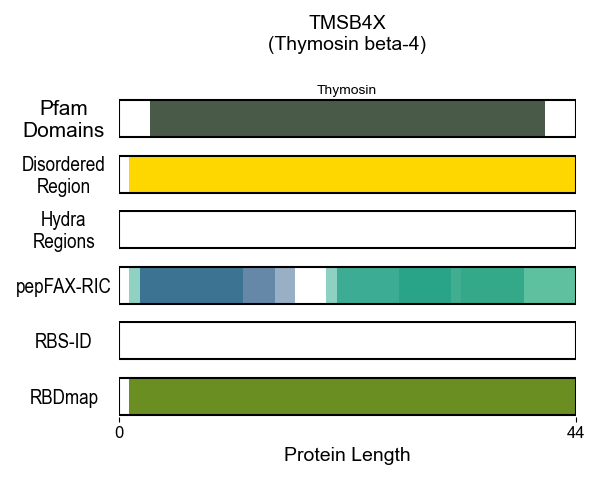 TMSB4X
(Thymosin beta-4)
Thymosin
Pfam
Domains
Disordered
Region
Hydra
Regions
pepFAX-RIC
RBS-ID
RBDmap
0
44
Protein Length